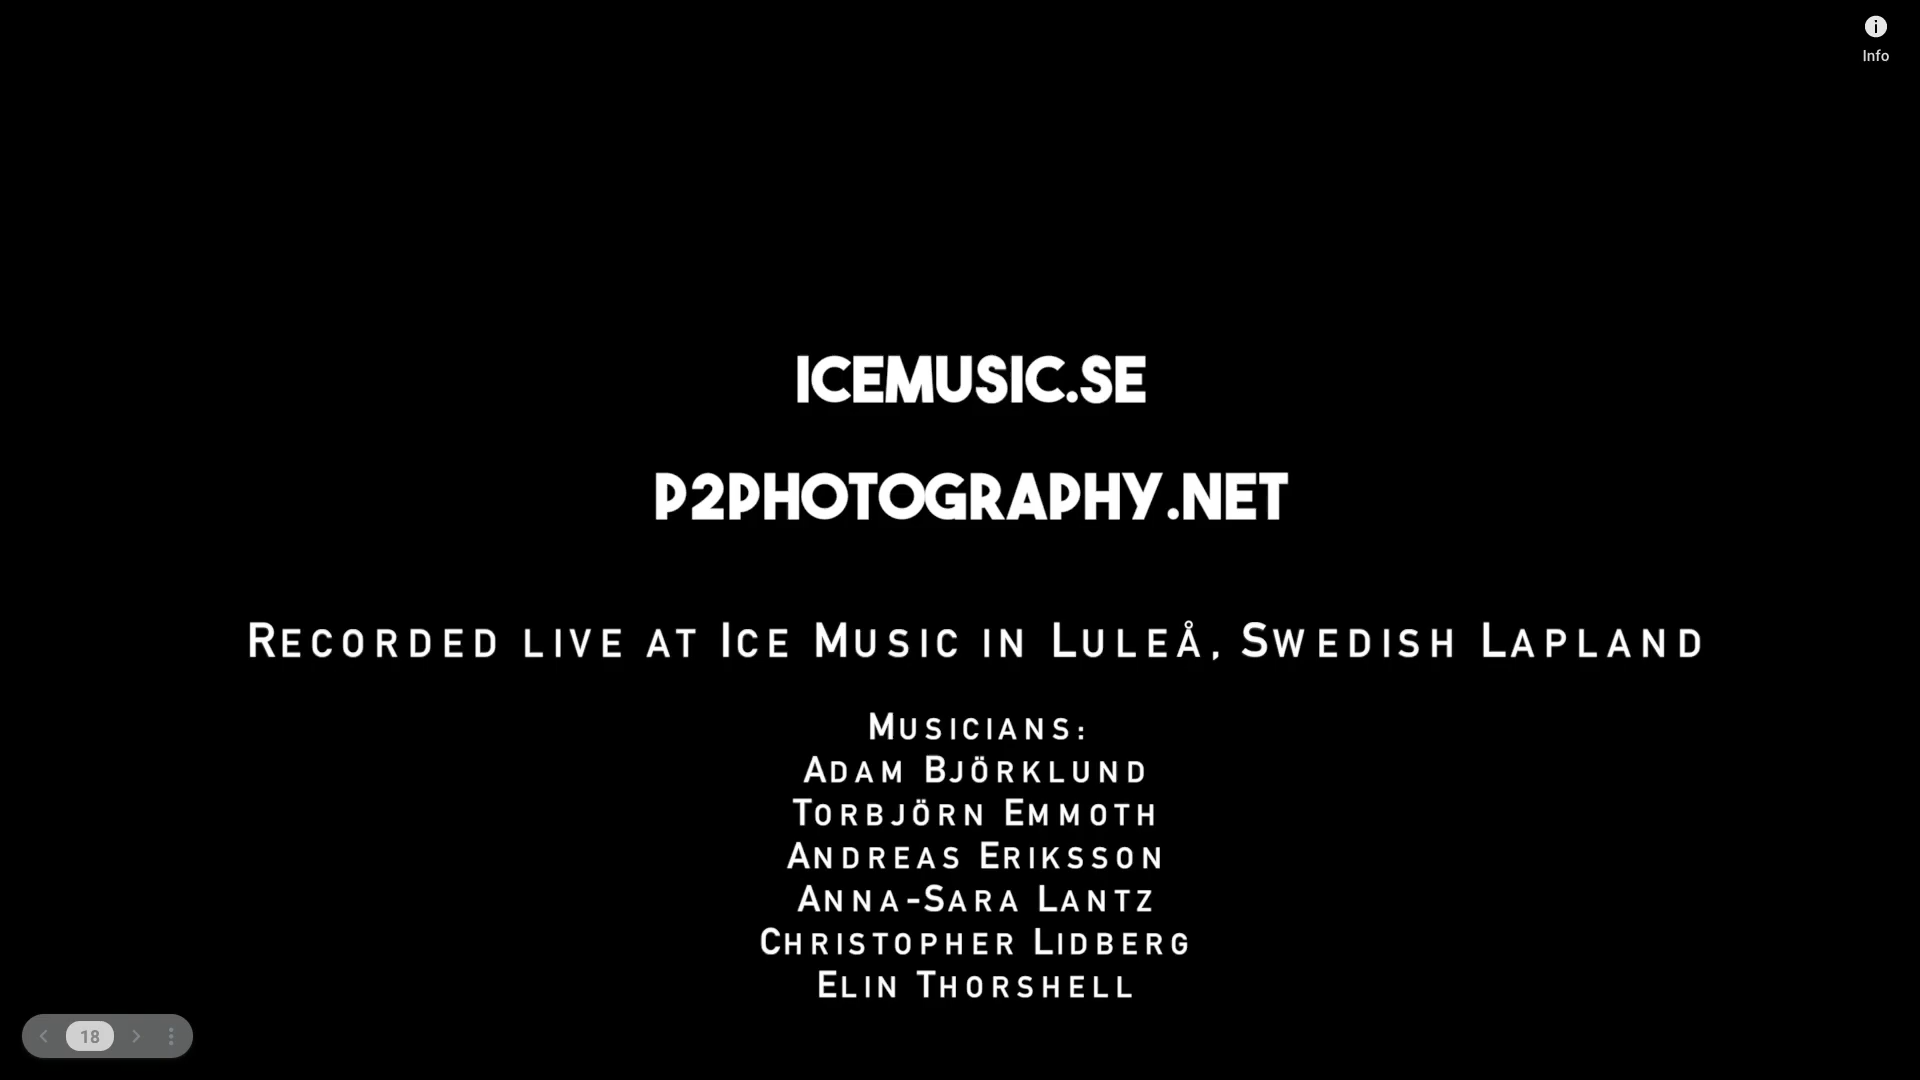 Info
ICEMUSIC.SE
P2PHOTOGRAPHY.NET
Recorded live at Ice Music in Luleå, Swedish Lapland
Musicians:
Adam Björklund
Torbjörn Emmoth
Andreas Eriksson
Anna-Sara Lantz
Christopher Lidberg
Elin Thorshell
18